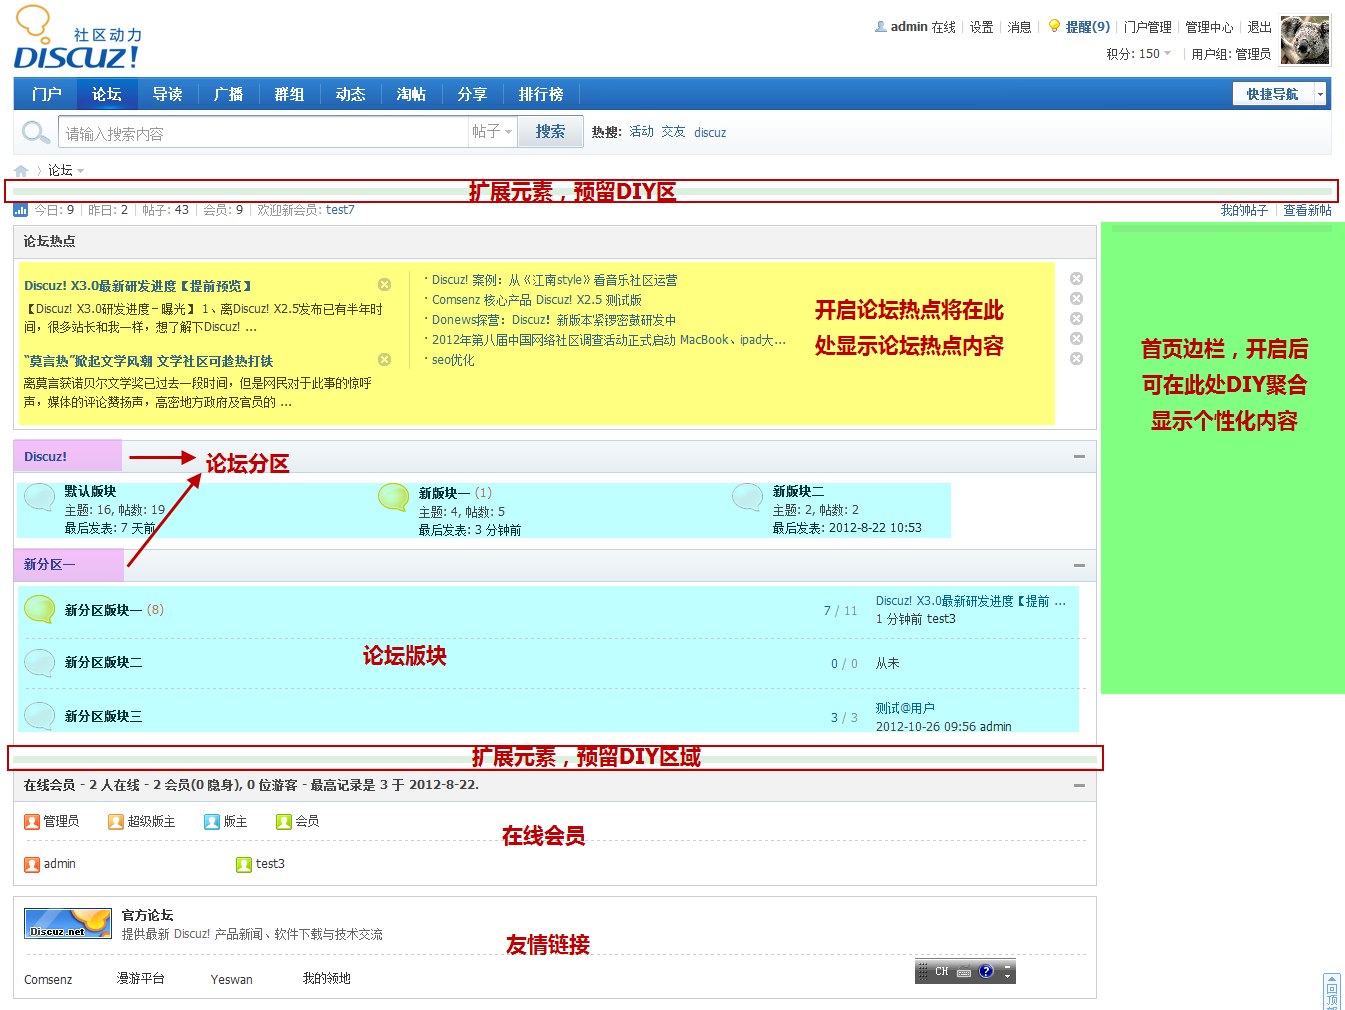 社区动力
DISCUZ!
admin 在线 设置 消息 提醒(9) 门户管理 管理中心 退出
积分: 150 用户组: 管理员
门户 论坛 导读 广播 群组 动态 淘帖 分享 排行榜 快捷导航
请输入搜索内容 帖子 搜索 热搜: 活动 交友 discuz
论坛
扩展元素，预留DIY区
今日: 9 昨日: 2 帖子: 43 会员: 9 欢迎新会员: test7 我的帖子 查看新帖
论坛热点
Discuz! X3.0最新研发进度【提前预览】
【Discuz! X3.0研发进度－曝光】 1、离Discuz! X2.5发布已有半年时
间，很多站长和我一样，想了解下Discuz! ...
“莫言热”掀起文学风潮 文学社区可趁热打铁
离莫言获诺贝尔文学奖已过去一段时间，但是网民对于此事的惊呼
声，媒体的评论赞扬声，高密地方政府及官员的 ...
· Discuz! 案例：从《江南style》看音乐社区运营
· Comsenz 核心产品 Discuz! X2.5 测试版
· Donews探营：Discuz！新版本紧锣密鼓研发中
· 2012年第八届中国网络社区调查活动正式启动 MacBook、ipad大...
· seo优化
开启论坛热点将在此
处显示论坛热点内容
首页边栏，开启后
可在此处DIY聚合
显示个性化内容
Discuz!
论坛分区
默认版块
主题: 16, 帖数: 19
最后发表: 7 天前
新版块一 (1)
主题: 4, 帖数: 5
最后发表: 3 分钟前
新版块二
主题: 2, 帖数: 2
最后发表: 2012-8-22 10:53
新分区一
新分区版块一 (8) 7 / 11
Discuz! X3.0最新研发进度【提前 ...
1 分钟前 test3
论坛版块
新分区版块二 0 / 0 从未
新分区版块三 3 / 3
测试@用户
2012-10-26 09:56 admin
扩展元素，预留DIY区域
在线会员 - 2 人在线 - 2 会员(0 隐身), 0 位游客 - 最高记录是 3 于 2012-8-22.
管理员 超级版主 版主 会员
在线会员
admin test3
Discuz.net
官方论坛
提供最新 Discuz! 产品新闻、软件下载与技术交流
友情链接
Comsenz 漫游平台 Yeswan 我的领地
CH
回顶